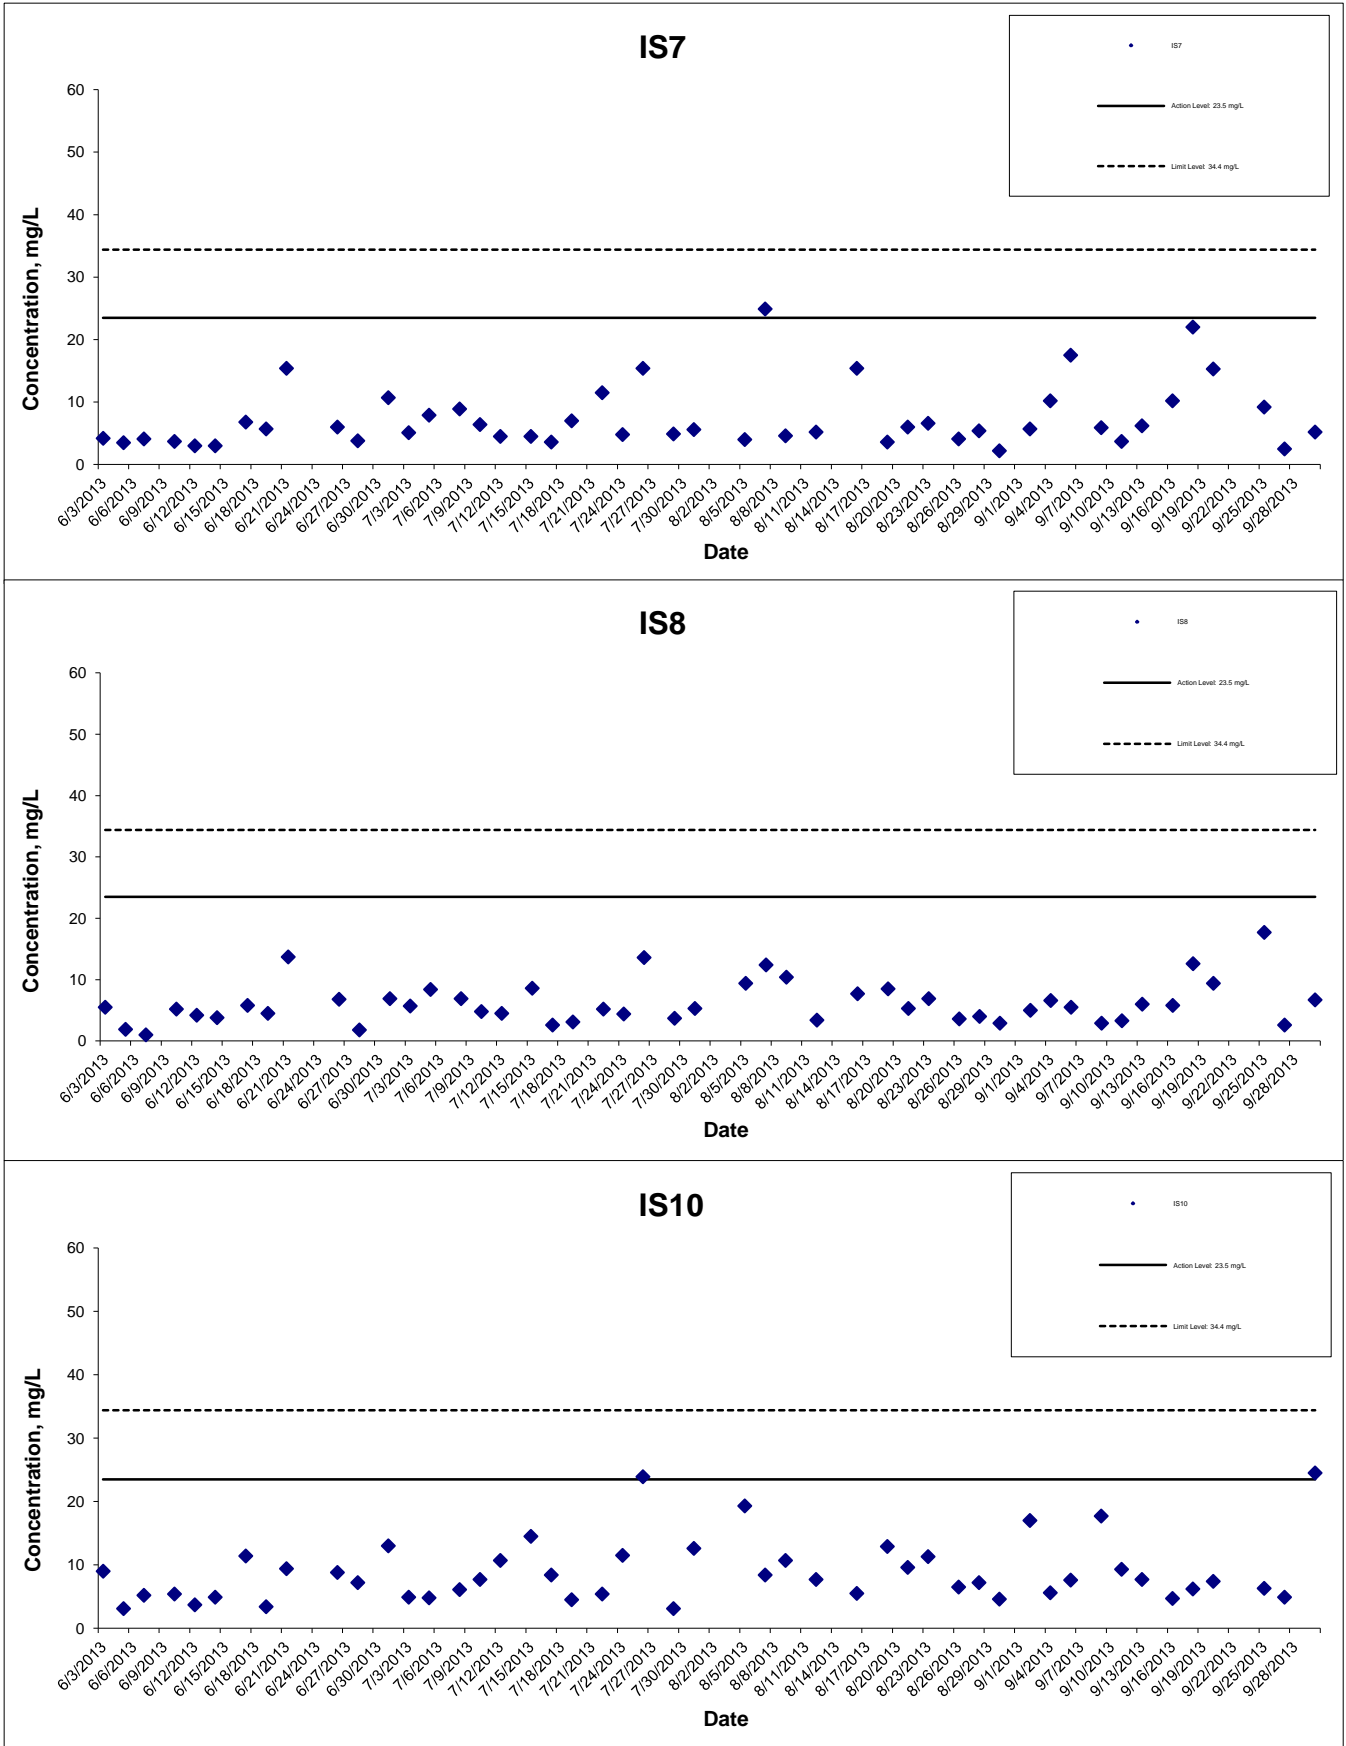 IS7
IS7
Action Level: 23.5 mg/L
Limit Level: 34.4 mg/L
60
50
40
30
20
10
0
Concentration, mg/L
6/3/2013 6/6/2013 6/9/2013 6/12/2013 6/15/2013 6/18/2013 6/21/2013 6/24/2013 6/27/2013 6/30/2013 7/3/2013 7/6/2013 7/9/2013 7/12/2013 7/15/2013 7/18/2013 7/21/2013 7/24/2013 7/27/2013 7/30/2013 8/2/2013 8/5/2013 8/8/2013 8/11/2013 8/14/2013 8/17/2013 8/20/2013 8/23/2013 8/26/2013 8/29/2013 9/1/2013 9/4/2013 9/7/2013 9/10/2013 9/13/2013 9/16/2013 9/19/2013 9/22/2013 9/25/2013 9/28/2013
Date
IS8
IS8
Action Level: 23.5 mg/L
Limit Level: 34.4 mg/L
60
50
40
30
20
10
0
Concentration, mg/L
6/3/2013 6/6/2013 6/9/2013 6/12/2013 6/15/2013 6/18/2013 6/21/2013 6/24/2013 6/27/2013 6/30/2013 7/3/2013 7/6/2013 7/9/2013 7/12/2013 7/15/2013 7/18/2013 7/21/2013 7/24/2013 7/27/2013 7/30/2013 8/2/2013 8/5/2013 8/8/2013 8/11/2013 8/14/2013 8/17/2013 8/20/2013 8/23/2013 8/26/2013 8/29/2013 9/1/2013 9/4/2013 9/7/2013 9/10/2013 9/13/2013 9/16/2013 9/19/2013 9/22/2013 9/25/2013 9/28/2013
Date
IS10
IS10
Action Level: 23.5 mg/L
Limit Level: 34.4 mg/L
60
50
40
30
20
10
0
Concentration, mg/L
6/3/2013 6/6/2013 6/9/2013 6/12/2013 6/15/2013 6/18/2013 6/21/2013 6/24/2013 6/27/2013 6/30/2013 7/3/2013 7/6/2013 7/9/2013 7/12/2013 7/15/2013 7/18/2013 7/21/2013 7/24/2013 7/27/2013 7/30/2013 8/2/2013 8/5/2013 8/8/2013 8/11/2013 8/14/2013 8/17/2013 8/20/2013 8/23/2013 8/26/2013 8/29/2013 9/1/2013 9/4/2013 9/7/2013 9/10/2013 9/13/2013 9/16/2013 9/19/2013 9/22/2013 9/25/2013 9/28/2013
Date